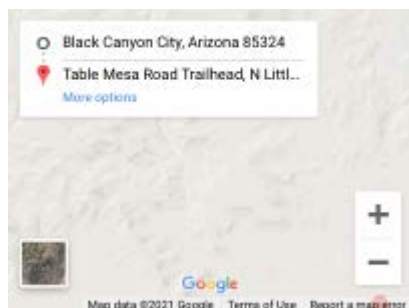 Black Canyon City, Arizona 85324
Table Mesa Road Trailhead, N Littl...
More options
+
−
Google
Map data ©2021 Google Terms of Use Report a map error